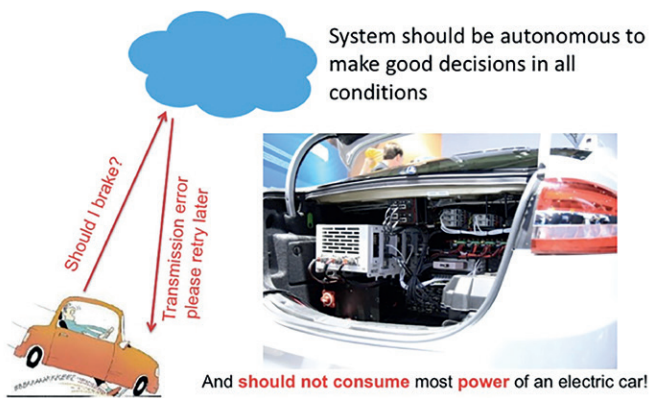 System should be autonomous to
make good decisions in all
conditions
Should I brake?
Transmission error
please retry later
And should not consume most power of an electric car!